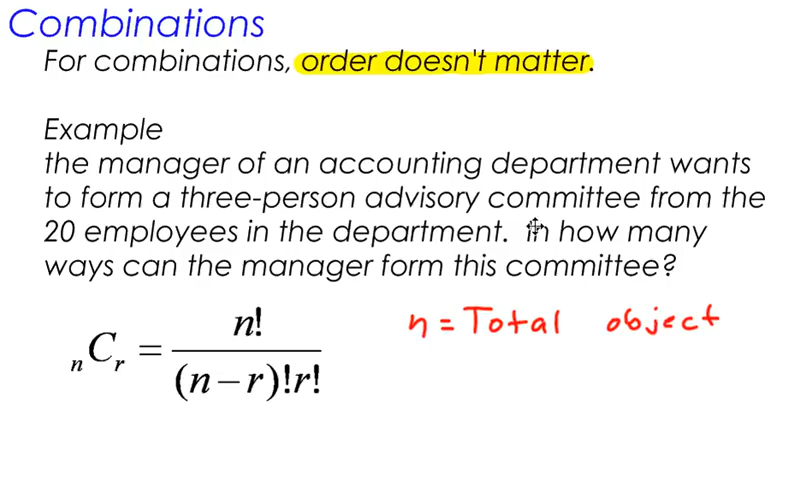 Combinations
For combinations, order doesn't matter.
Example
the manager of an accounting department wants
to form a three-person advisory committee from the
20 employees in the department. In how many
ways can the manager form this committee?
nCr = n! / (n – r)!r!
n = Total object